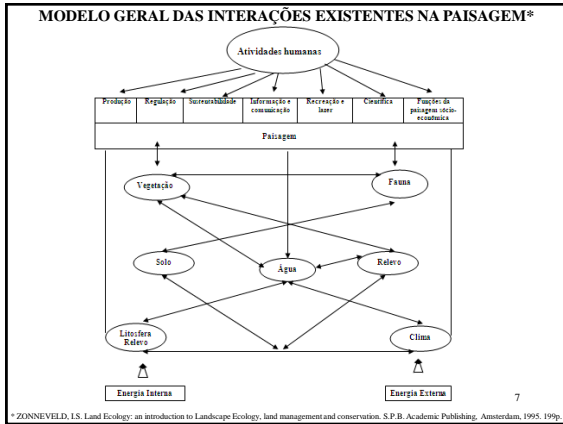 MODELO GERAL DAS INTERAÇÕES EXISTENTES NA PAISAGEM*
Atividades humanas
Produção
Regulação
Sustentabilidade
Informação e
comunicação
Recreação e
lazer
Científica
Funções da
paisagem sócio-
econômica
Paisagem
Vegetação
Fauna
Solo
Água
Relevo
Litosfera
Relevo
Clima
Energia Interna
Energia Externa
7
* ZONNEVELD, I.S. Land Ecology: an introduction to Landscape Ecology, land management and conservation. S.P.B. Academic Publishing, Amsterdam, 1995. 199p.